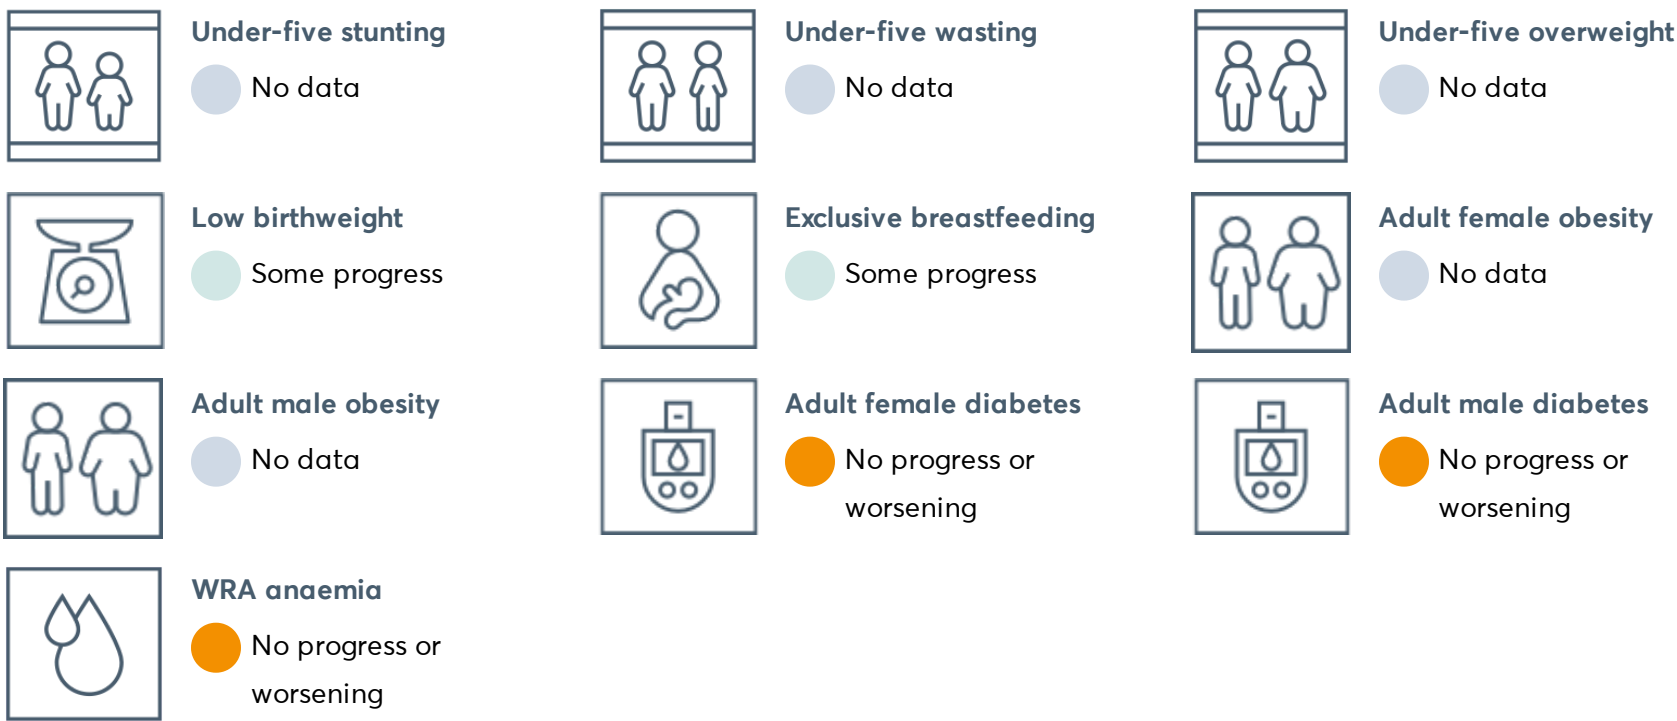 Under-five stunting
No data
Under-five wasting
No data
Under-five overweight
No data
Low birthweight
Some progress
Exclusive breastfeeding
Some progress
Adult female obesity
No data
Adult male obesity
No data
Adult female diabetes
No progress or
worsening
Adult male diabetes
No progress or
worsening
WRA anaemia
No progress or
worsening